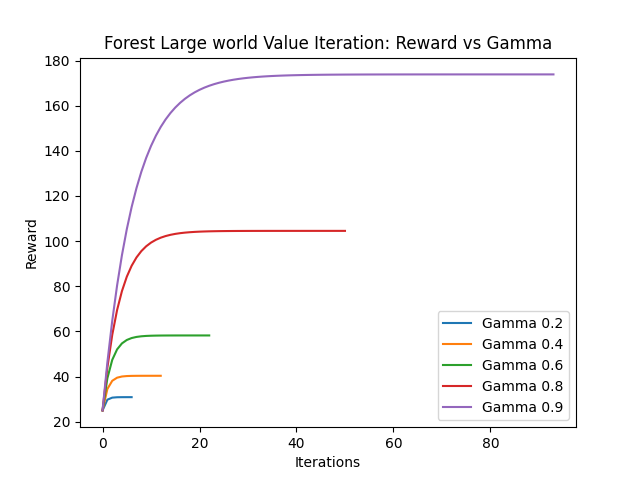 Forest Large world Value Iteration: Reward vs Gamma
180
160
140
120
100
80
60
40
20
Reward
0
20
40
60
80
Iterations
Gamma 0.2
Gamma 0.4
Gamma 0.6
Gamma 0.8
Gamma 0.9